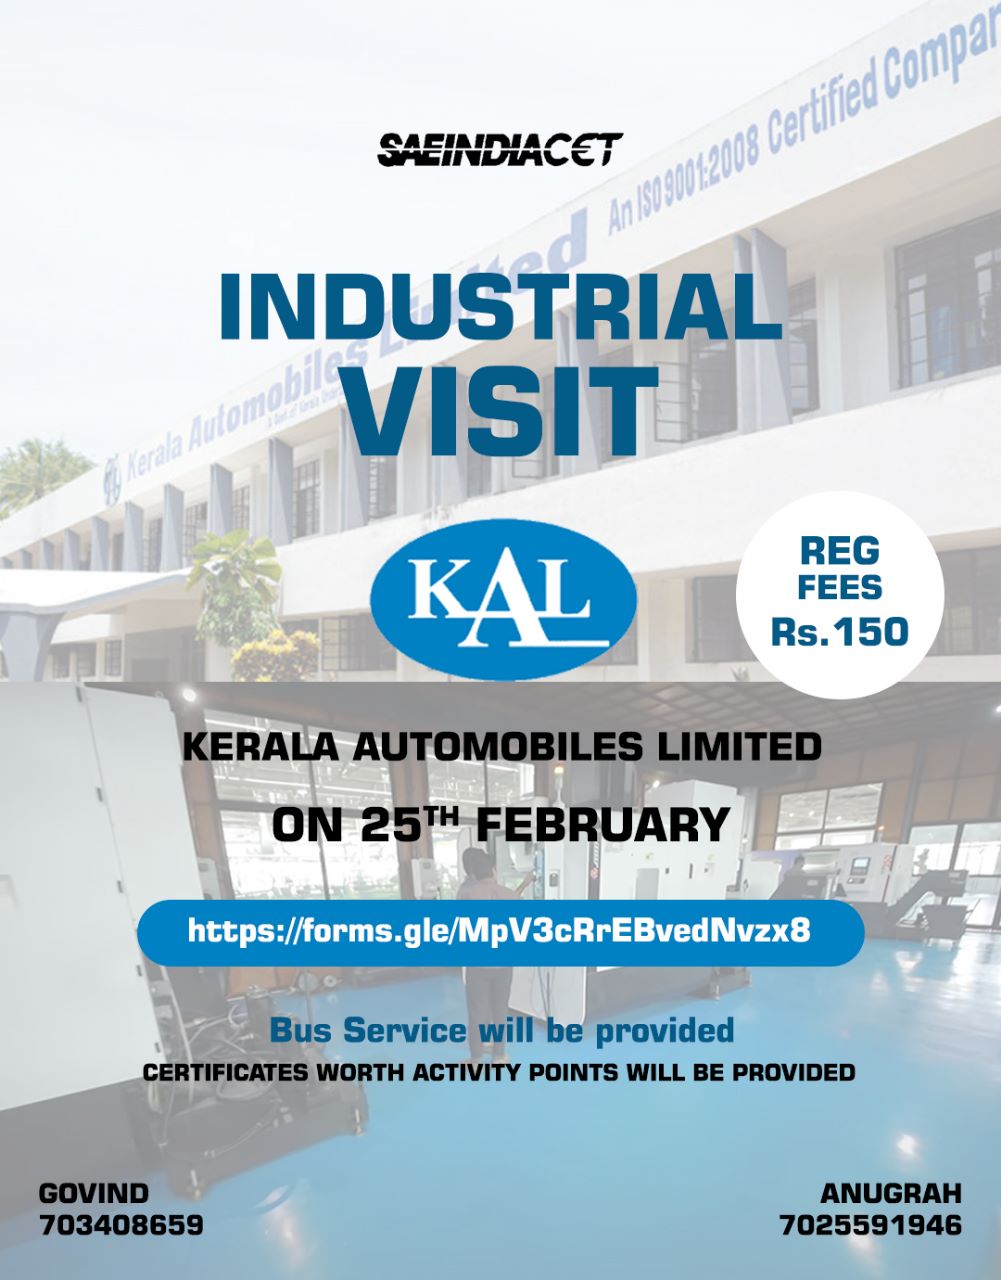 SAEINDIACET
An ISO 9001:2008 Certified Compan
Kerala Automobiles Limited
INDUSTRIAL
VISIT
KAL
REG
FEES
Rs.150
KERALA AUTOMOBILES LIMITED
ON 25TH FEBRUARY
https://forms.gle/MpV3cRrEBvedNvzx8
Bus Service will be provided
CERTIFICATES WORTH ACTIVITY POINTS WILL BE PROVIDED
GOVIND
703408659
ANUGRAH
7025591946